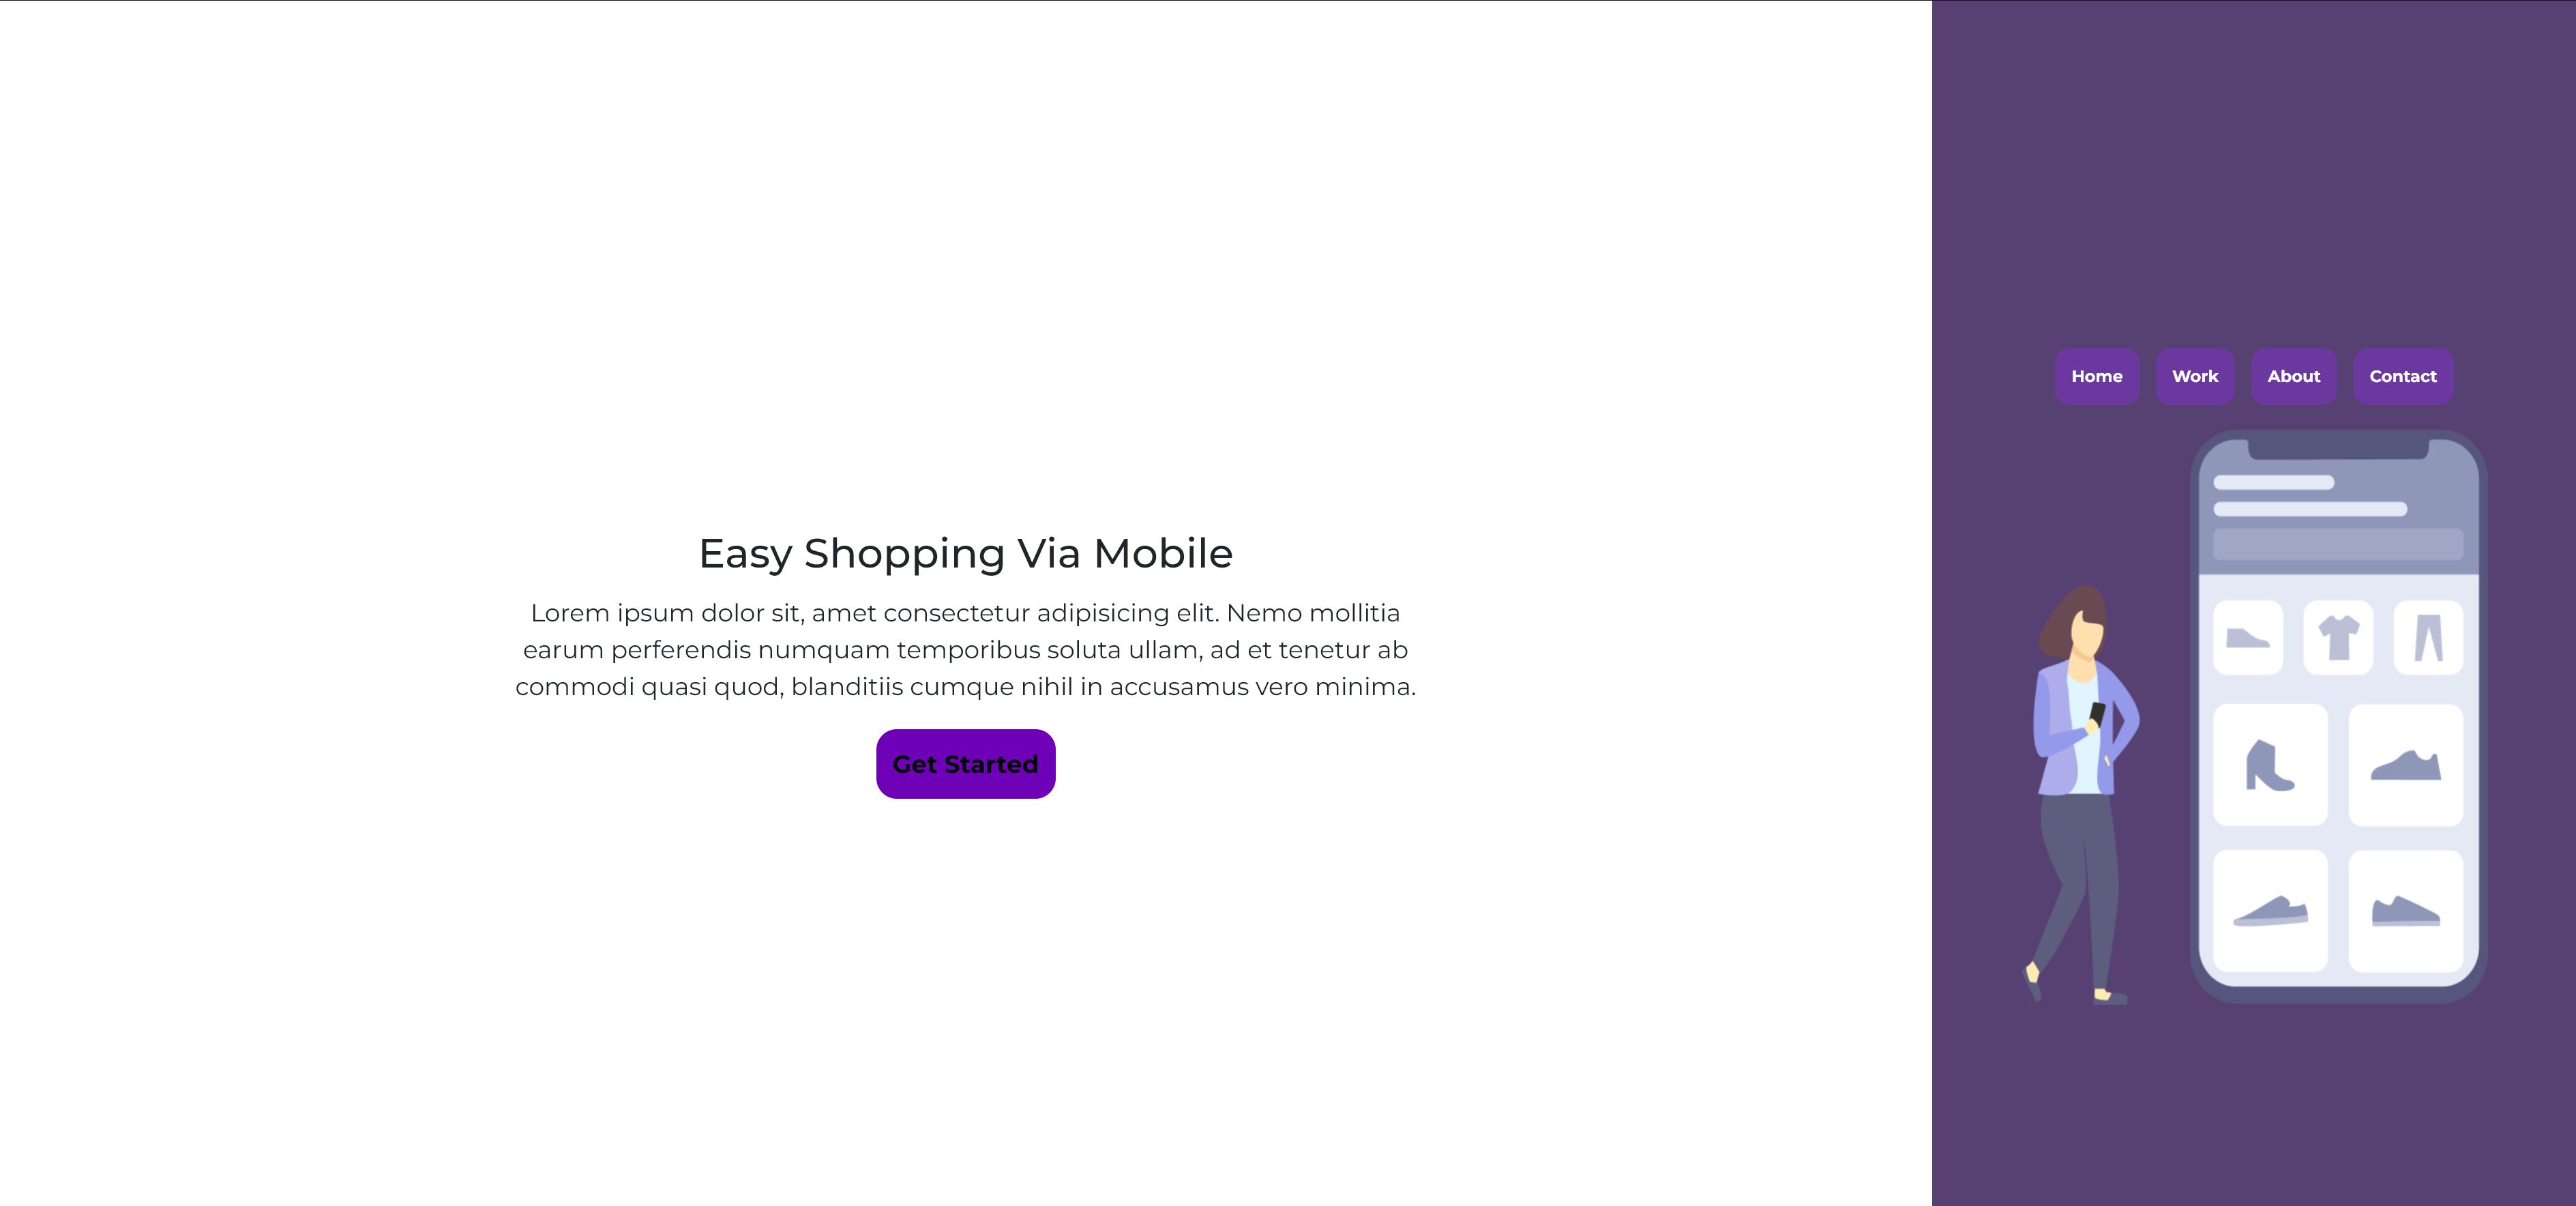 Home
Work
About
Contact
Easy Shopping Via Mobile
Lorem ipsum dolor sit, amet consectetur adipisicing elit. Nemo mollitia
earum perferendis numquam temporibus soluta ullam, ad et tenetur ab
commodi quasi quod, blanditiis cumque nihil in accusamus vero minima.
Get Started